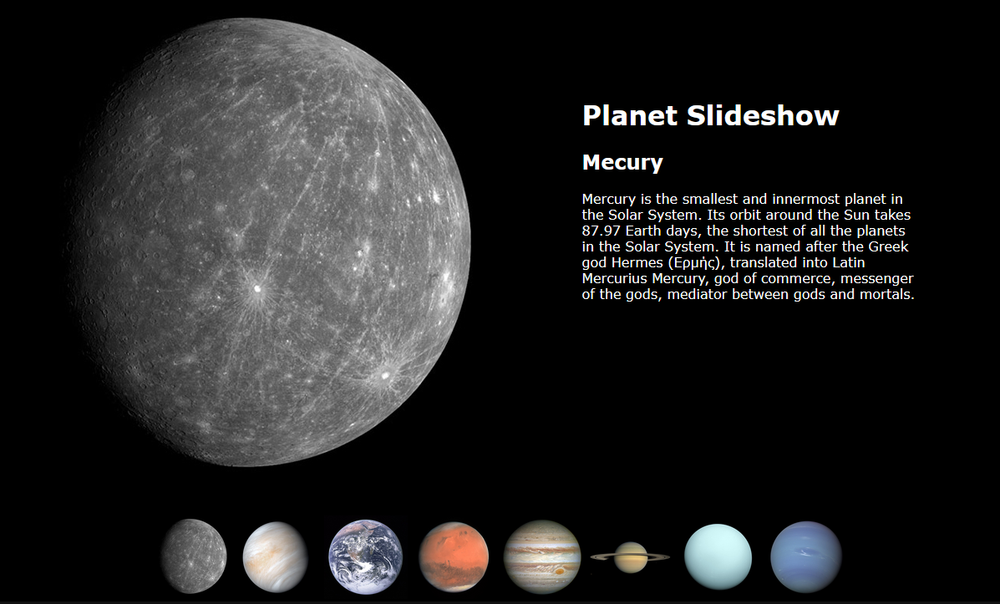 Planet Slideshow
Mecury
Mercury is the smallest and innermost planet in
the Solar System. Its orbit around the Sun takes
87.97 Earth days, the shortest of all the planets
in the Solar System. It is named after the Greek
god Hermes (Ερμής), translated into Latin
Mercurius Mercury, god of commerce, messenger
of the gods, mediator between gods and mortals.